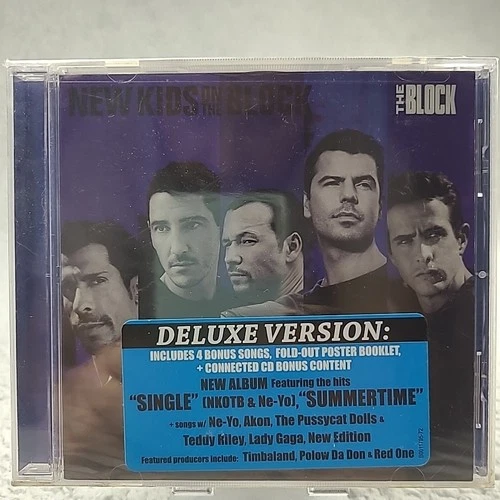 NEW KIDS ON THE BLOCK
THE BLOCK
DELUXE VERSION:
INCLUDES 4 BONUS SONGS, FOLD-OUT POSTER BOOKLET,
+ CONNECTED CD BONUS CONTENT
NEW ALBUM Featuring the hits
"SINGLE" (NKOTB & Ne-Yo), "SUMMERTIME"
+ songs w/ Ne-Yo, Akon, The Pussycat Dolls &
Teddy Riley, Lady Gaga, New Edition
Featured producers include: Timbaland, Polow Da Don & Red One